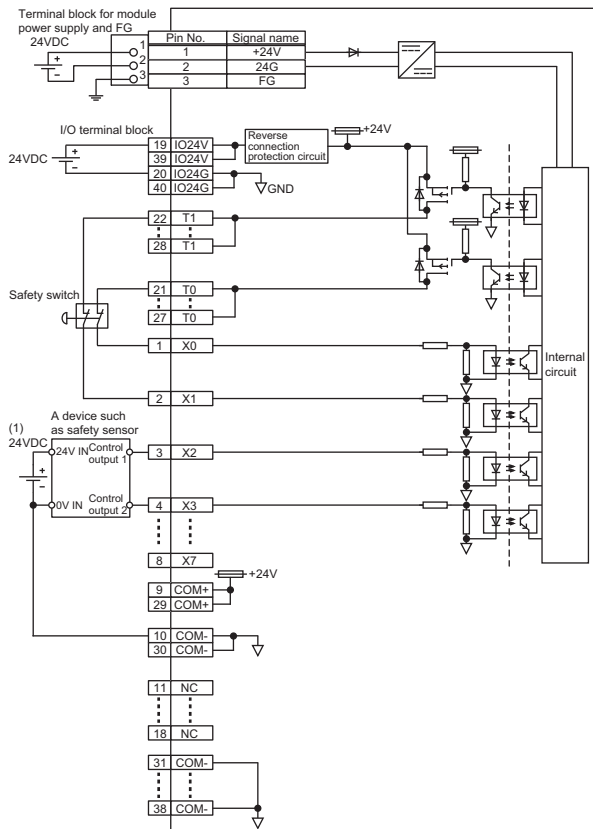 Terminal block for module
power supply and FG
24VDC
+
−
1
2
3
Pin No. Signal name
1 +24V
2 24G
3 FG
I/O terminal block
24VDC
+
−
19 IO24V
39 IO24V
20 IO24G
40 IO24G
Reverse
connection
protection circuit
+24V
GND
22 T1
28 T1
Safety switch
21 T0
27 T0
1 X0
2 X1
Internal
circuit
(1)
24VDC
+
−
A device such
as safety sensor
24V IN
Control
output 1
0V IN
Control
output 2
3 X2
4 X3
8 X7
+24V
9 COM+
29 COM+
10 COM-
30 COM-
11 NC
18 NC
31 COM-
38 COM-